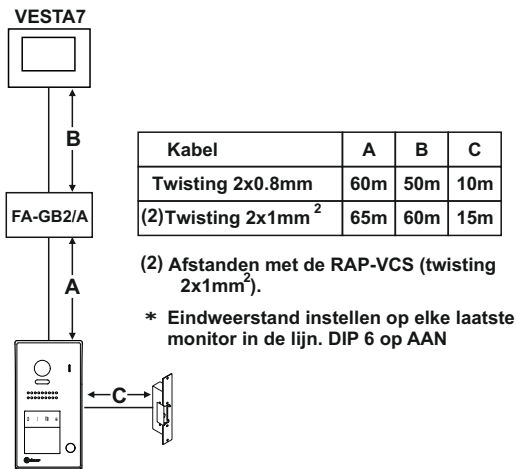 VESTA7
B
FA-GB2/A
A
C
Kabel A B C
Twisting 2x0.8mm 60m 50m 10m
(2)Twisting 2x1mm² 65m 60m 15m
(2) Afstanden met de RAP-VCS (twisting
2x1mm²).
* Eindweerstand instellen op elke laatste
monitor in de lijn. DIP 6 op AAN